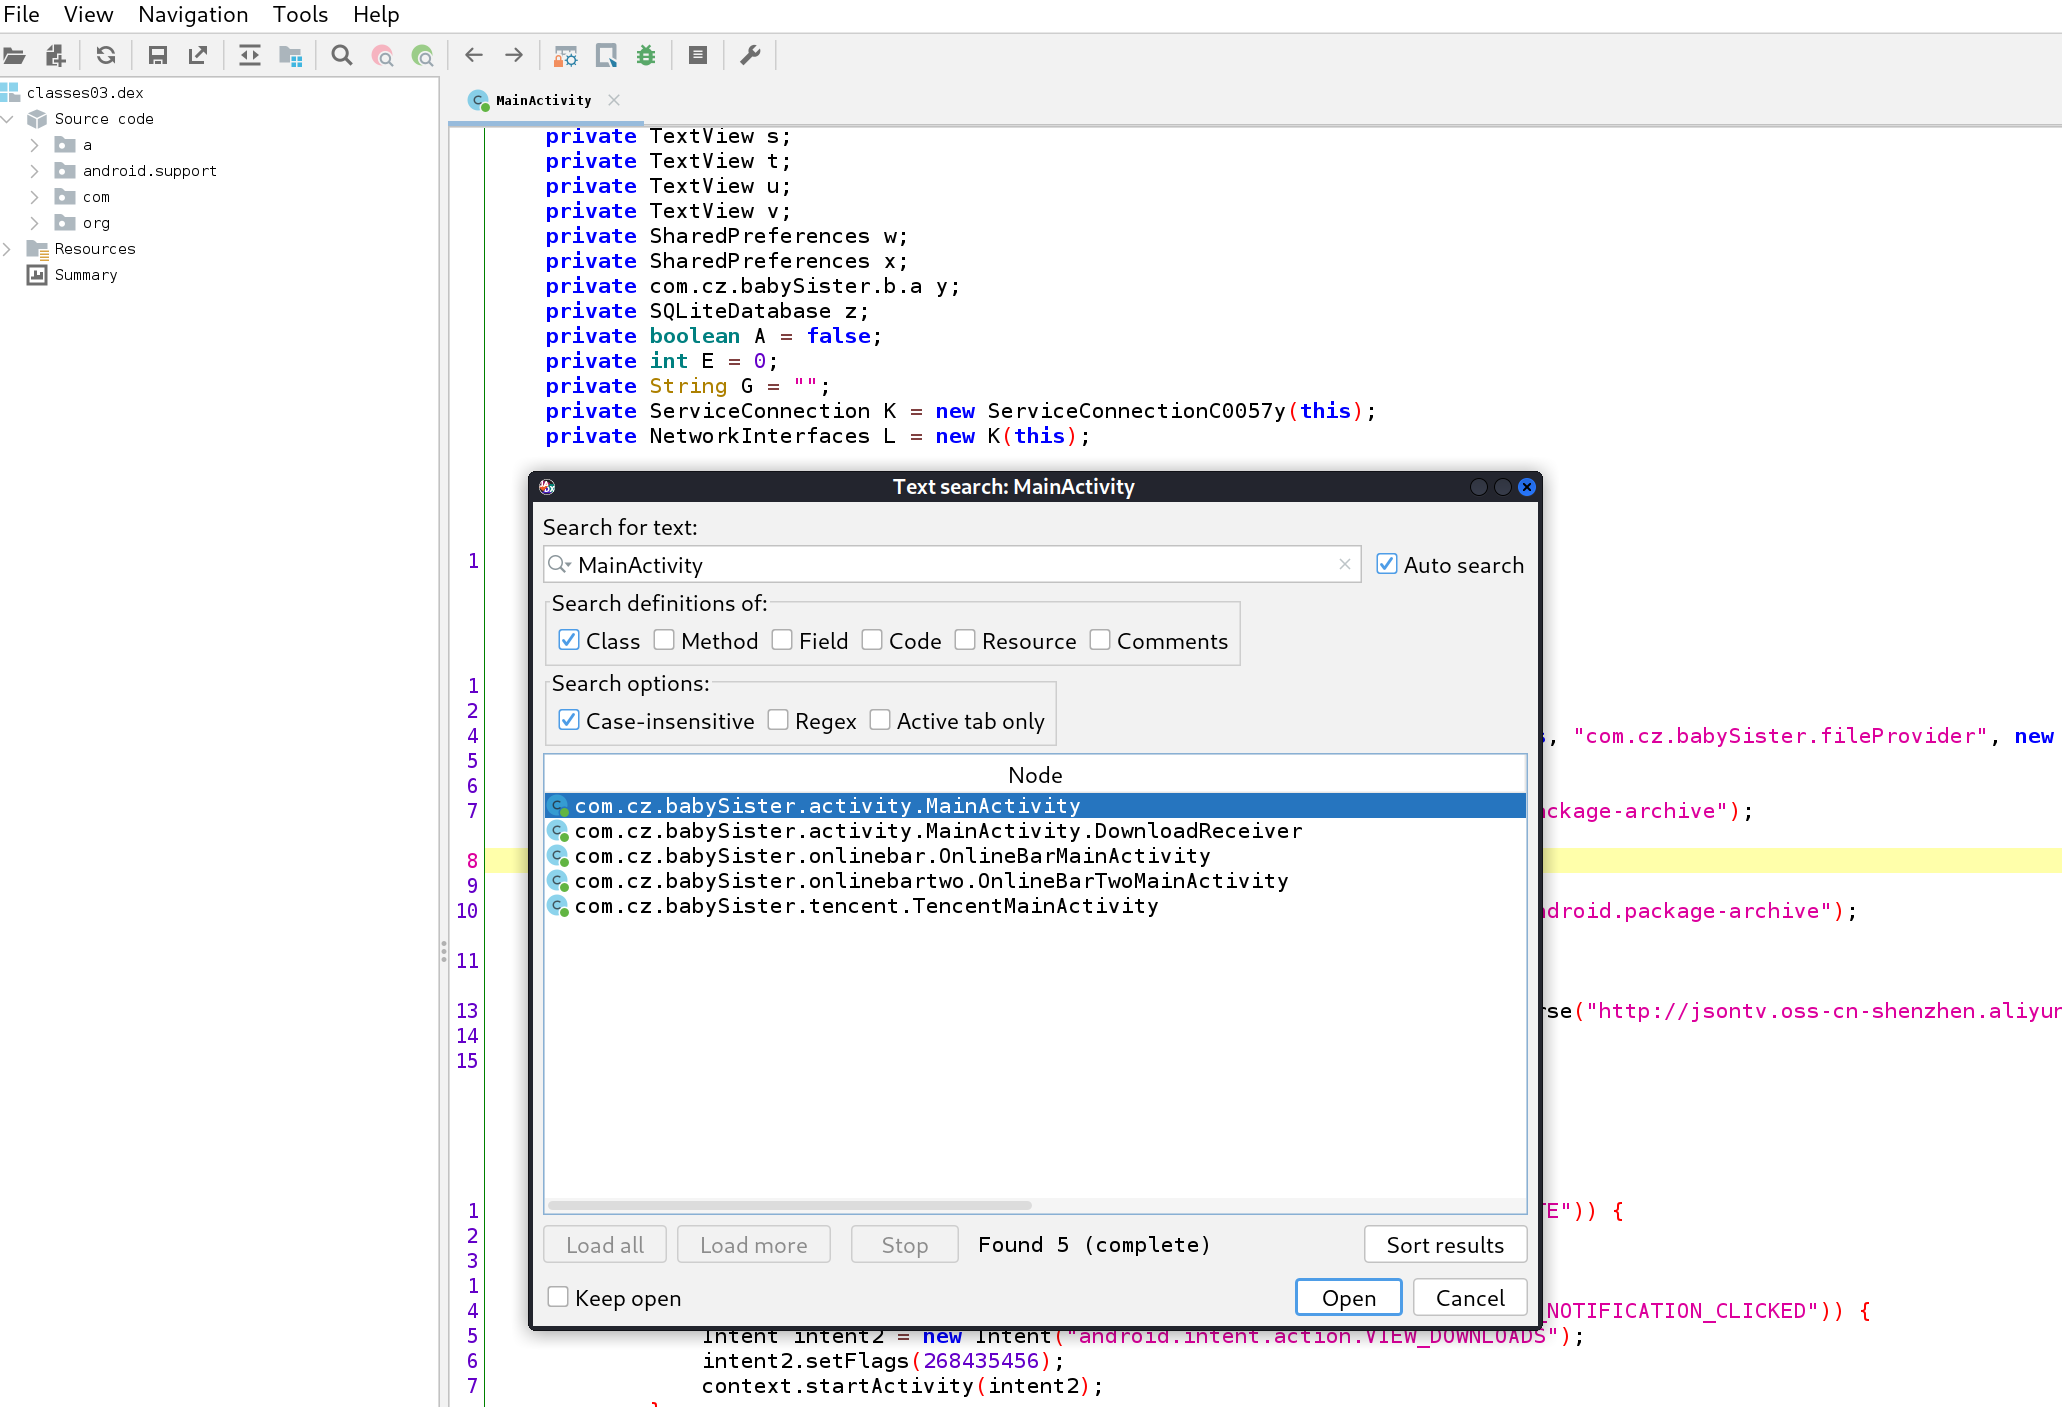 File View Navigation Tools Help
classes03.dex
Source code
a
android.support
com
org
Resources
Summary
MainActivity
private TextView s;
private TextView t;
private TextView u;
private TextView v;
private SharedPreferences w;
private SharedPreferences x;
private com.cz.babySister.b.a y;
private SQLiteDatabase z;
private boolean A = false;
private int E = 0;
private String G = "";
private ServiceConnection K = new ServiceConnectionC0057y(this);
private NetworkInterfaces L = new K(this);
Text search: MainActivity
Search for text:
MainActivity
Auto search
Search definitions of:
Class Method Field Code Resource Comments
Search options:
Case-insensitive Regex Active tab only
Node
com.cz.babySister.activity.MainActivity
com.cz.babySister.activity.MainActivity.DownloadReceiver
com.cz.babySister.onlinebar.OnlineBarMainActivity
com.cz.babySister.onlinebartwo.OnlineBarTwoMainActivity
com.cz.babySister.tencent.TencentMainActivity
Load all Load more Stop Found 5 (complete) Sort results
Keep open Open Cancel
1
1
2
4 , "com.cz.babySister.fileProvider", new
5
6
7 ckage-archive");
8
9
10 droid.package-archive");
11
13 rse("http://jsontv.oss-cn-shenzhen.aliyun
14
15
1 TE")) {
2
3
1
4 _NOTIFICATION_CLICKED")) {
5 Intent intent2 = new Intent("android.intent.action.VIEW_DOWNLOADS");
6 intent2.setFlags(268435456);
7 context.startActivity(intent2);
}